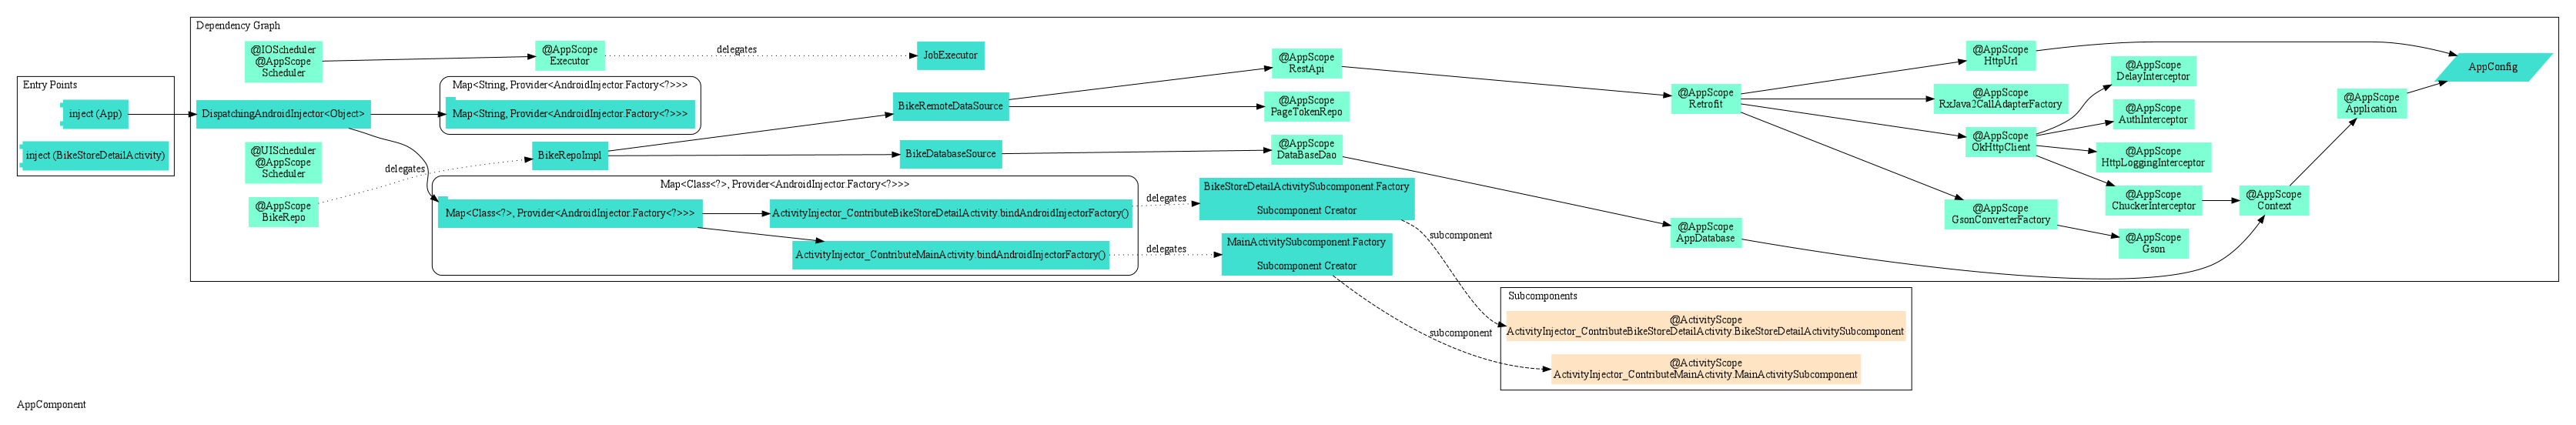 Dependency Graph
Entry Points
inject (App)
inject (BikeStoreDetailActivity)
@IOScheduler
@AppScope
Scheduler
@AppScope
Executor
delegates
JobExecutor
DispatchingAndroidInjector<Object>
Map<String, Provider<AndroidInjector.Factory<?>>>
Map<String, Provider<AndroidInjector.Factory<?>>>
@UIScheduler
@AppScope
Scheduler
@AppScope
BikeRepo
delegates
BikeRepoImpl
BikeRemoteDataSource
BikeDatabaseSource
@AppScope
RestApi
@AppScope
PageTokenRepo
@AppScope
DataBaseDao
Map<Class<?>, Provider<AndroidInjector.Factory<?>>>
Map<Class<?>, Provider<AndroidInjector.Factory<?>>>
ActivityInjector_ContributeBikeStoreDetailActivity.bindAndroidInjectorFactory()
ActivityInjector_ContributeMainActivity.bindAndroidInjectorFactory()
delegates
delegates
BikeStoreDetailActivitySubcomponent.Factory
Subcomponent Creator
MainActivitySubcomponent.Factory
Subcomponent Creator
subcomponent
subcomponent
@AppScope
Retrofit
@AppScope
AppDatabase
@AppScope
HttpUrl
@AppScope
RxJava2CallAdapterFactory
@AppScope
OkHttpClient
@AppScope
GsonConverterFactory
@AppScope
DelayInterceptor
@AppScope
AuthInterceptor
@AppScope
HttpLoggingInterceptor
@AppScope
ChuckerInterceptor
@AppScope
Gson
@AppScope
Context
@AppScope
Application
AppConfig
Subcomponents
@ActivityScope
ActivityInjector_ContributeBikeStoreDetailActivity.BikeStoreDetailActivitySubcomponent
@ActivityScope
ActivityInjector_ContributeMainActivity.MainActivitySubcomponent
AppComponent